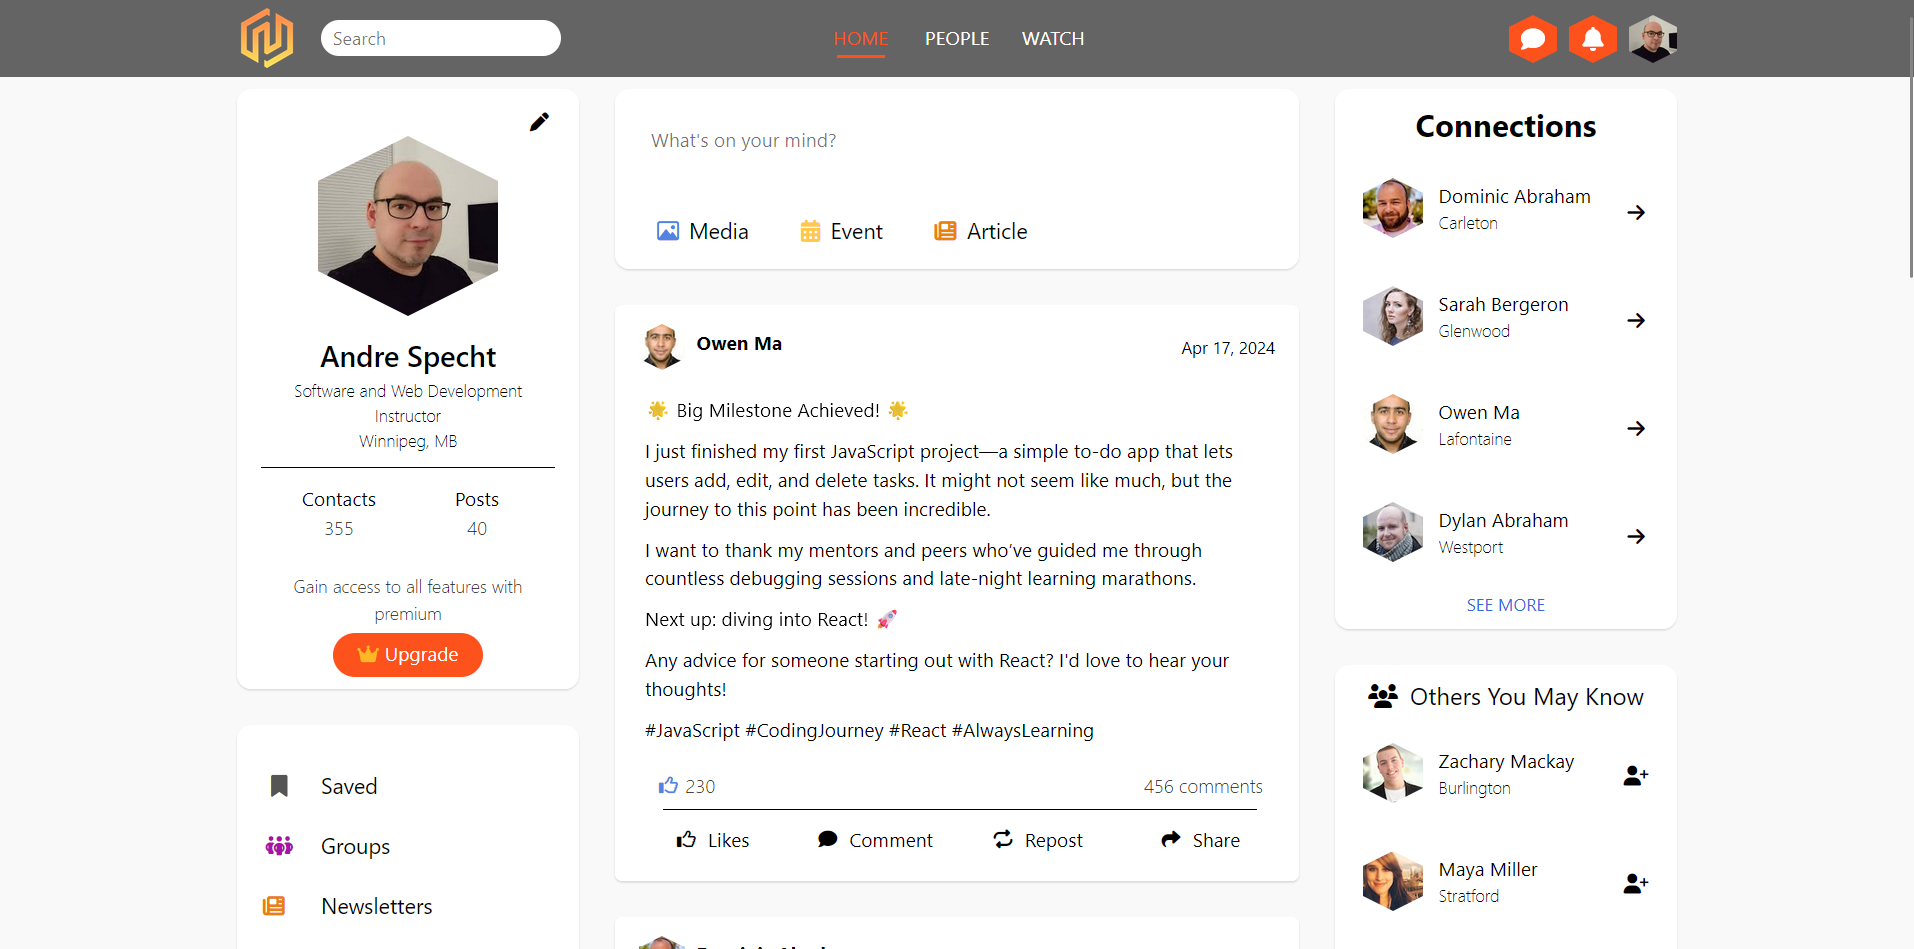 Search
HOME PEOPLE WATCH
Andre Specht
Software and Web Development
Instructor
Winnipeg, MB
Contacts Posts
355 40
Gain access to all features with
premium
Upgrade
Saved
Groups
Newsletters
What's on your mind?
Media Event Article
Owen Ma
Apr 17, 2024
🌟 Big Milestone Achieved! 🌟
I just finished my first JavaScript project—a simple to-do app that lets
users add, edit, and delete tasks. It might not seem like much, but the
journey to this point has been incredible.
I want to thank my mentors and peers who’ve guided me through
countless debugging sessions and late-night learning marathons.
Next up: diving into React! 🚀
Any advice for someone starting out with React? I'd love to hear your
thoughts!
#JavaScript #CodingJourney #React #AlwaysLearning
230 456 comments
Likes Comment Repost Share
Connections
Dominic Abraham
Carleton
Sarah Bergeron
Glenwood
Owen Ma
Lafontaine
Dylan Abraham
Westport
SEE MORE
Others You May Know
Zachary Mackay
Burlington
Maya Miller
Stratford